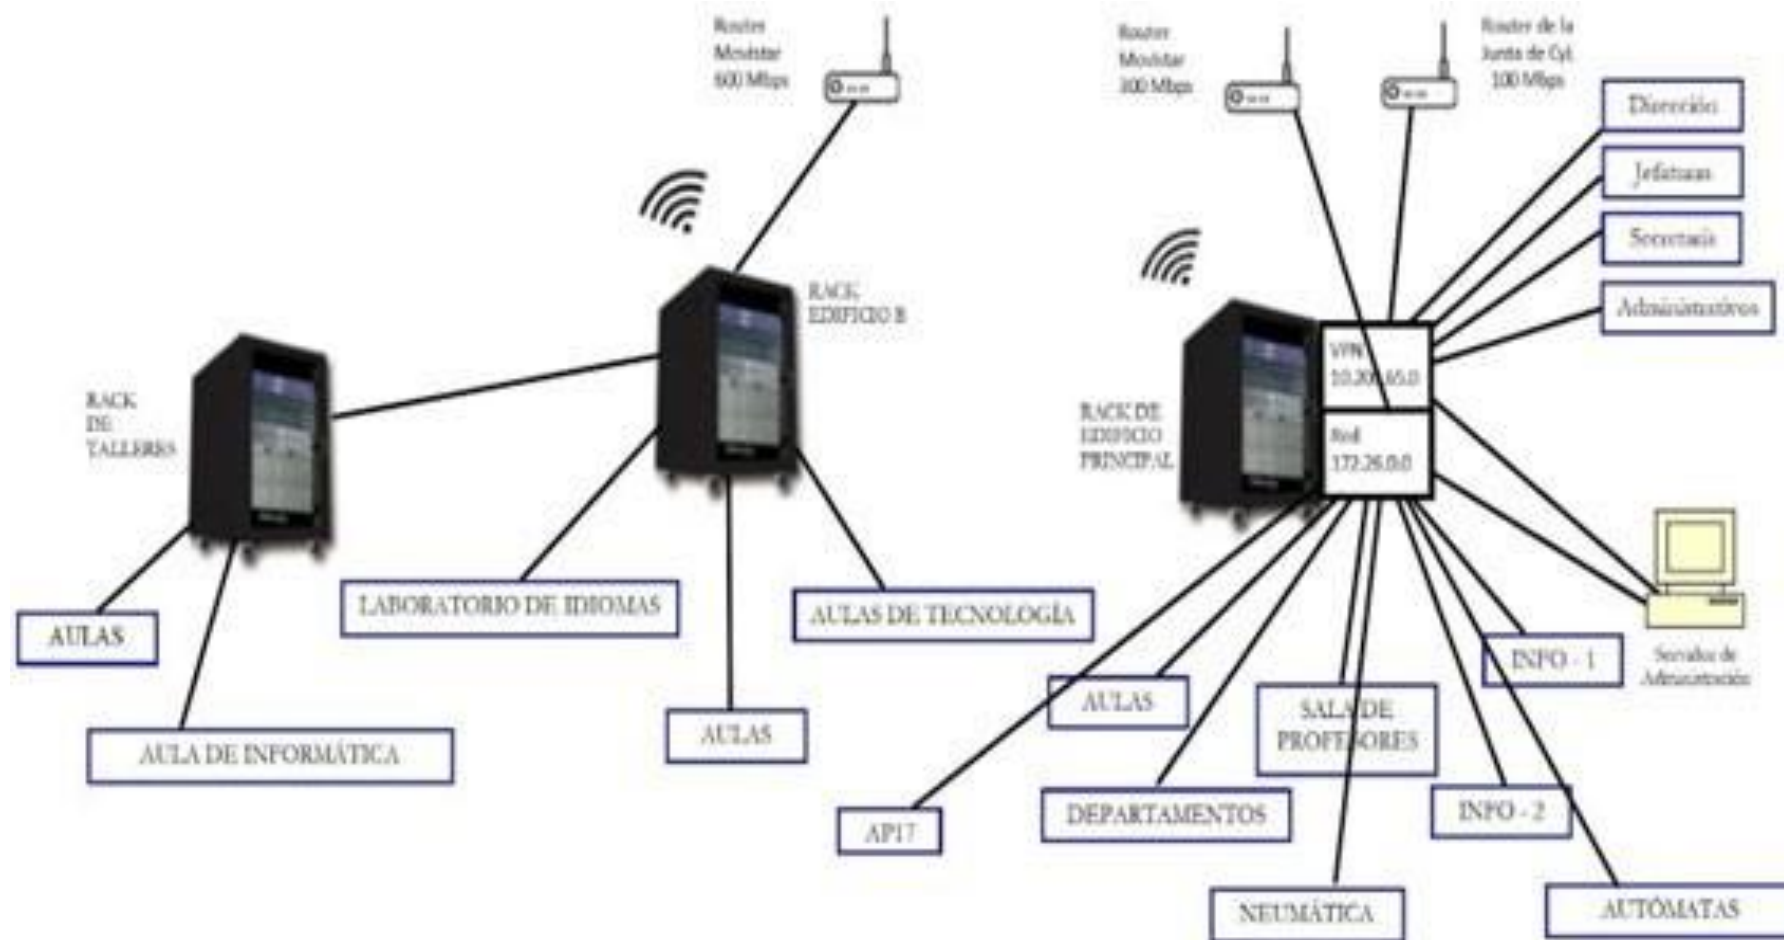 Router
Movistar
600 Mbps
Router
Movistar
300 Mbps
Router de la
Junta de CyL
100 Mbps
Dirección
Jefaturas
Secretaría
Administrativos
RACK
EDIFICIO B
RACK
DE
TALLERES
RACK DE
EDIFICIO
PRINCIPAL
VPN
Red
172.26.0.0
AULAS
LABORATORIO DE IDIOMAS
AULAS DE TECNOLOGÍA
INFO - 1
Servidor de
Administración
AULA DE INFORMÁTICA
AULAS
AULAS
SALA DE
PROFESORES
AP17
DEPARTAMENTOS
INFO - 2
NEUMÁTICA
AUTÓMATAS